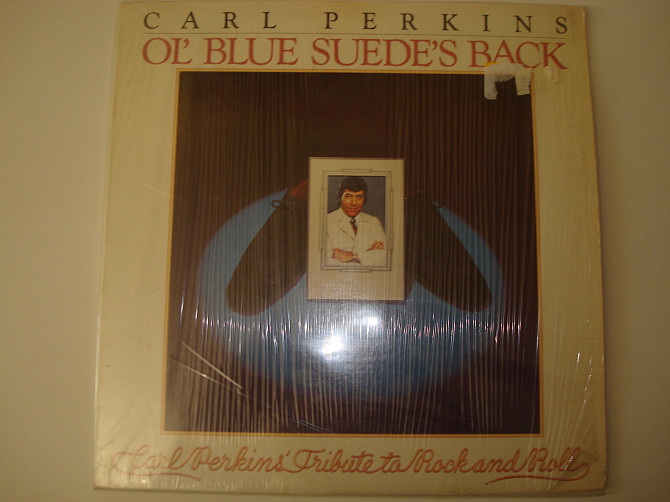 CARL PERKINS
OL' BLUE SUEDE'S BACK
Carl Perkins' Tribute to Rock and Roll